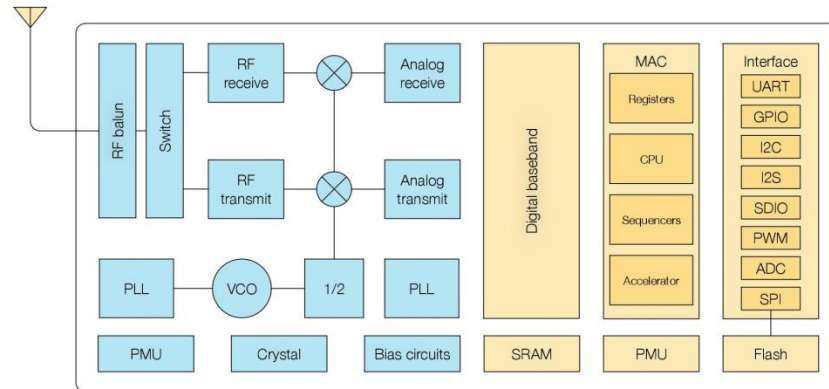 RF balun
Switch
RF
receive
Analog
receive
RF
transmit
Analog
transmit
PLL
VCO
1/2
PLL
PMU
Crystal
Bias circuits
Digital baseband
SRAM
MAC
Registers
CPU
Sequencers
Accelerator
PMU
Interface
UART
GPIO
I2C
I2S
SDIO
PWM
ADC
SPI
Flash